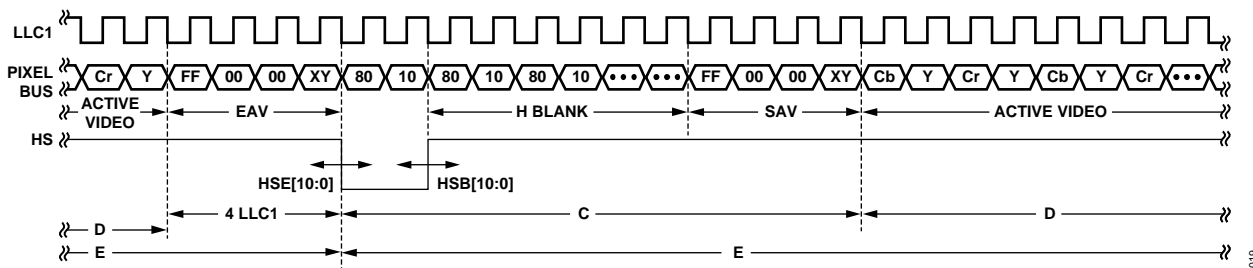 LLC1
PIXEL BUS Cr Y FF 00 00 XY 80 10 80 10 80 10 ••• ••• FF 00 00 XY Cb Y Cr Y Cb Y Cr •••
ACTIVE VIDEO EAV H BLANK SAV ACTIVE VIDEO
HS
HSE[10:0] HSB[10:0]
4 LLC1 C D
D
E E